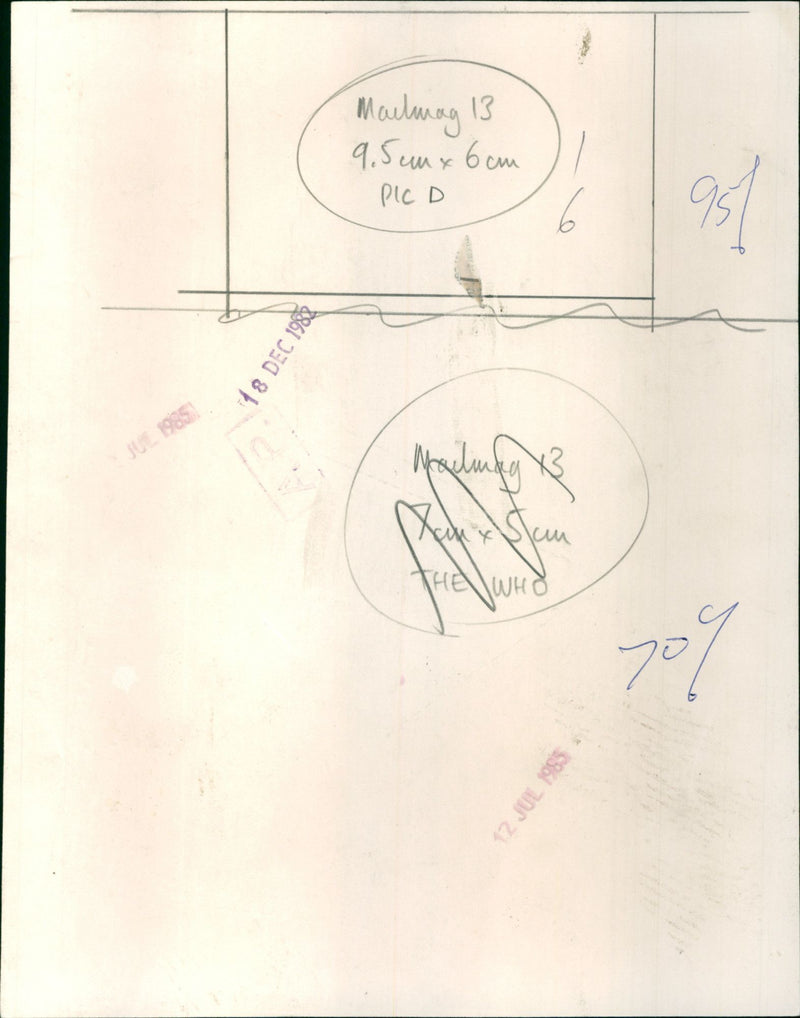 Mailmag 13
9.5cm x 6cm
PIC D
1
6
95%
18 DEC 1982
JUL 1985
A.P.
Mailmag 13
7cm x 5cm
THE WHO
70%
12 JUL 1985